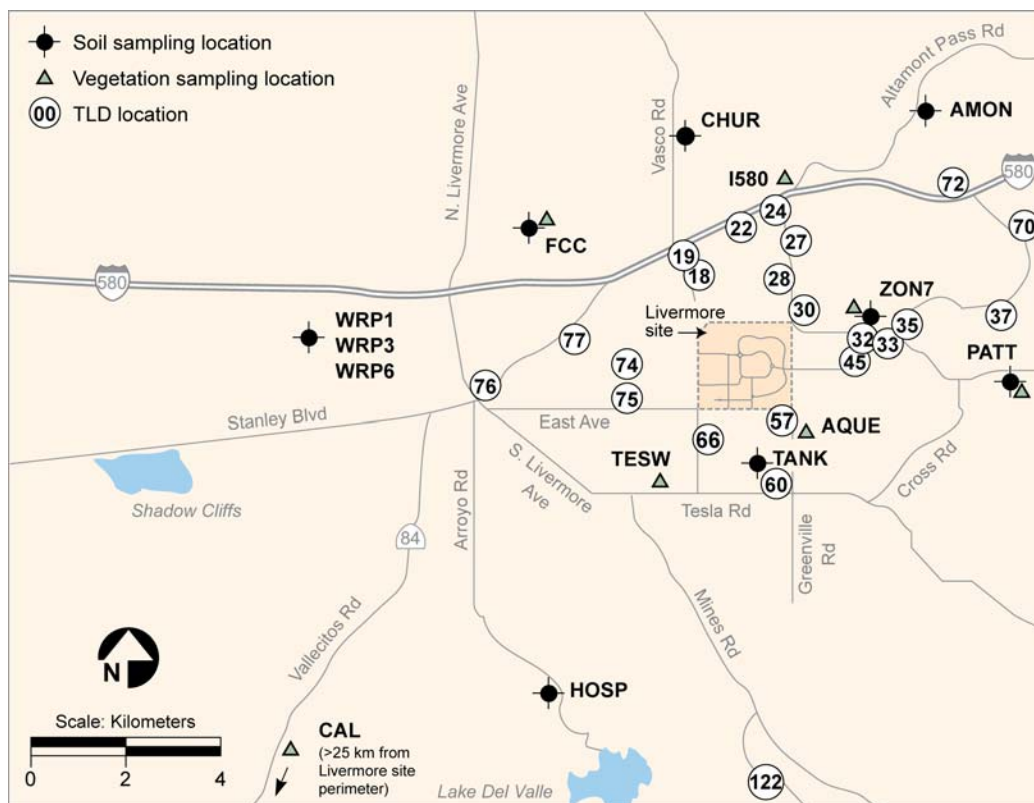 Soil sampling location
Vegetation sampling location
00 TLD location
N. Livermore Ave
Vasco Rd
Altamont Pass Rd
CHUR
AMON
I580
580
72
24
22
70
27
FCC
19
18
28
580
ZON7
30
Livermore
site
35
37
32
33
WRP1
WRP3
WRP6
77
74
45
PATT
76
75
Stanley Blvd
East Ave
57
AQUE
66
S. Livermore
Ave
TESW
TANK
Cross Rd
60
Shadow Cliffs
Arroyo Rd
Tesla Rd
84
Greenville
Rd
Vallecitos Rd
Mines Rd
N
HOSP
Scale: Kilometers
0 2 4
CAL
(>25 km from
Livermore site
perimeter)
Lake Del Valle
122